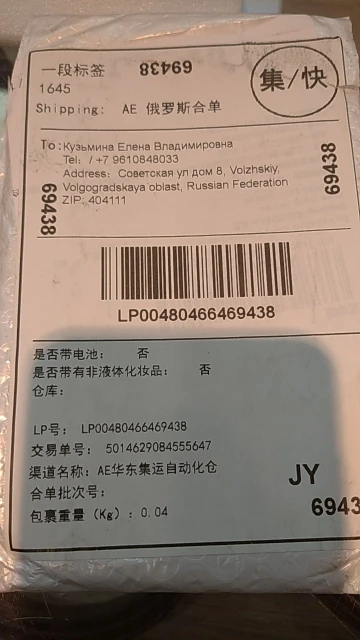 一段标签
69438
集/快
1645
Shipping: AE 俄罗斯合单
To: Кузьмина Елена Владимировна
Tel: / +7 9610848033
Address: Советская ул дом 8, Volzhskiy,
Volgogradskaya oblast, Russian Federation
ZIP: 404111
69438
69438
LP00480466469438
是否带电池: 否
是否带有非液体化妆品: 否
仓库:
LP号: LP00480466469438
交易单号: 5014629084555647
渠道名称: AE华东集运自动化仓
合单批次号:
包裹重量 (Kg): 0.04
JY
6943